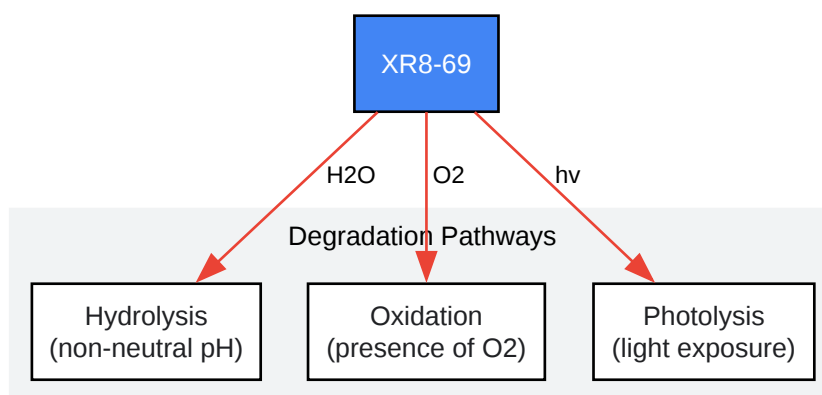 XR8-69
H2O
O2
hv
Degradation Pathways
Hydrolysis
(non-neutral pH)
Oxidation
(presence of O2)
Photolysis
(light exposure)